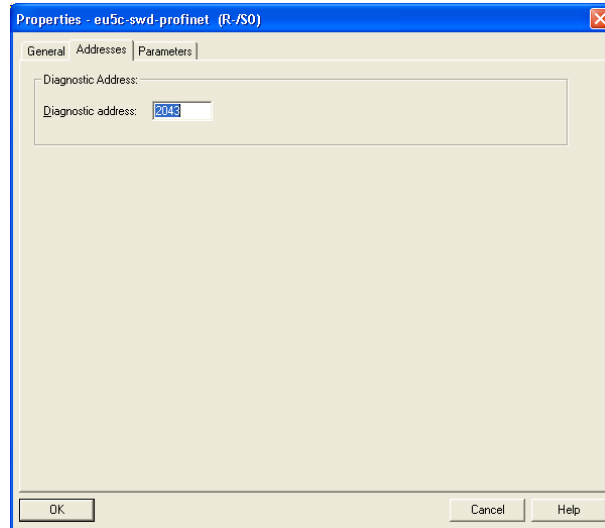 Properties - eu5c-swd-profinet (R-/S0)
General Addresses Parameters
Diagnostic Address:
Diagnostic address: 2043
OK Cancel Help